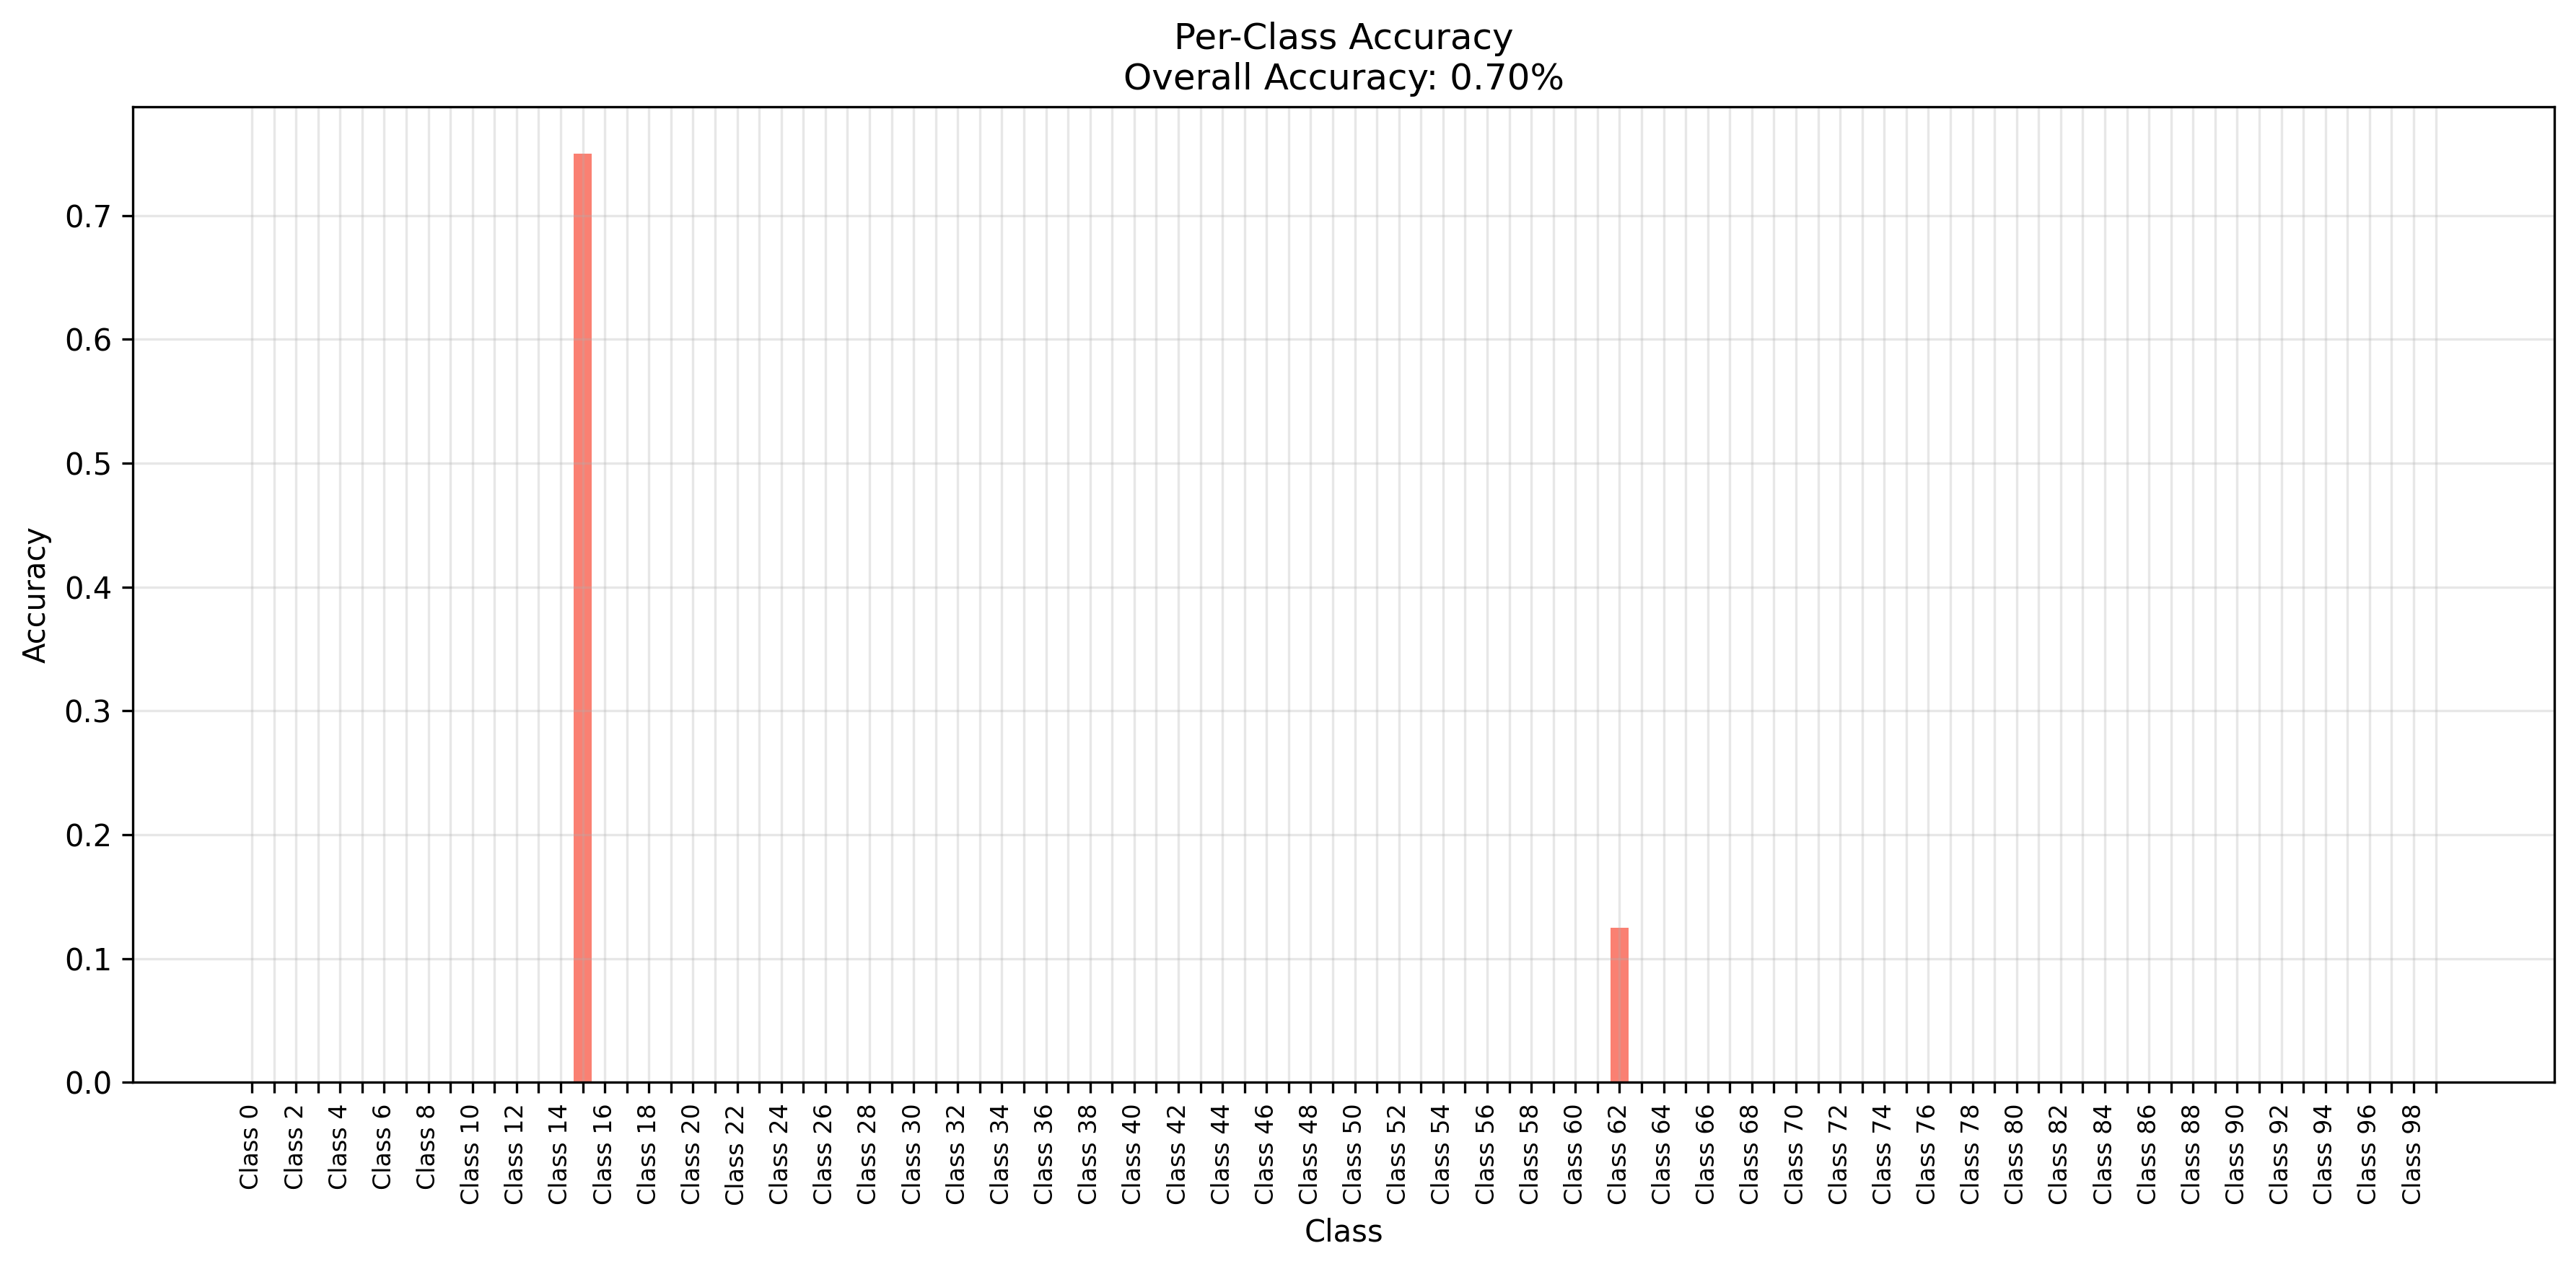 Per-Class Accuracy
Overall Accuracy: 0.70%
Accuracy
0.7
0.6
0.5
0.4
0.3
0.2
0.1
0.0
Class 0
Class 2
Class 4
Class 6
Class 8
Class 10
Class 12
Class 14
Class 16
Class 18
Class 20
Class 22
Class 24
Class 26
Class 28
Class 30
Class 32
Class 34
Class 36
Class 38
Class 40
Class 42
Class 44
Class 46
Class 48
Class 50
Class 52
Class 54
Class 56
Class 58
Class 60
Class 62
Class 64
Class 66
Class 68
Class 70
Class 72
Class 74
Class 76
Class 78
Class 80
Class 82
Class 84
Class 86
Class 88
Class 90
Class 92
Class 94
Class 96
Class 98
Class